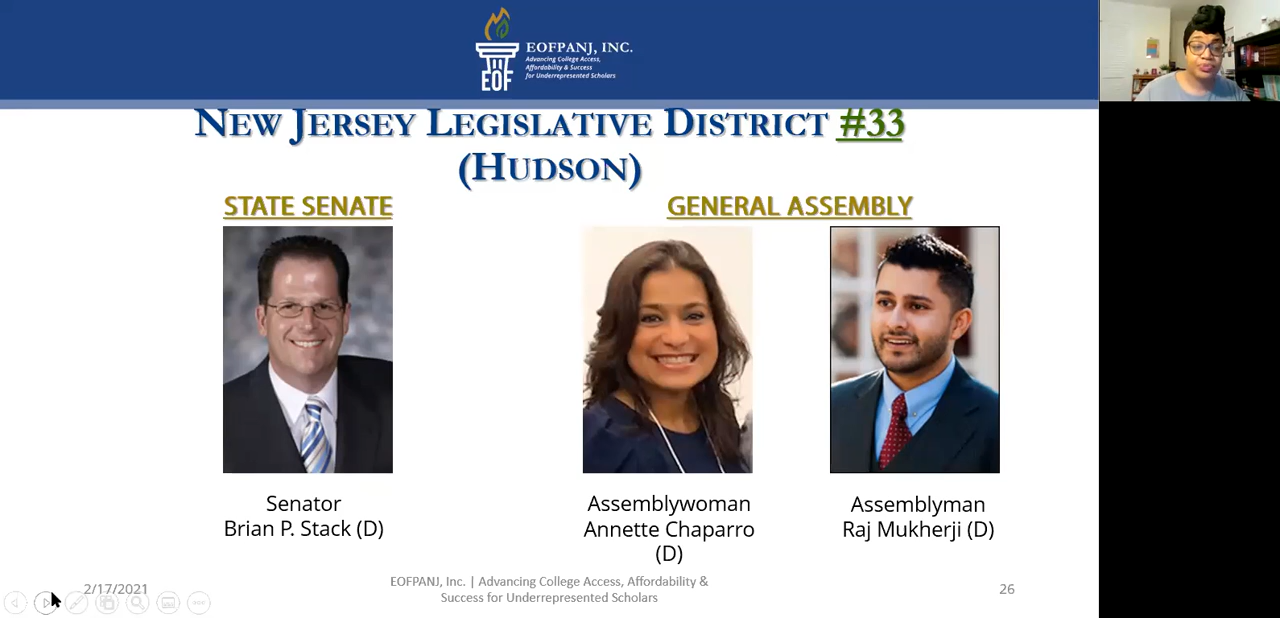 EOFPANJ, INC.
Advancing College Access,
Affordability & Success
for Underrepresented Scholars
EOF
NEW JERSEY LEGISLATIVE DISTRICT #33
(HUDSON)
STATE SENATE
GENERAL ASSEMBLY
Senator
Brian P. Stack (D)
Assemblywoman
Annette Chaparro
(D)
Assemblyman
Raj Mukherji (D)
2/17/2021
EOFPANJ, Inc. | Advancing College Access, Affordability &
Success for Underrepresented Scholars
26